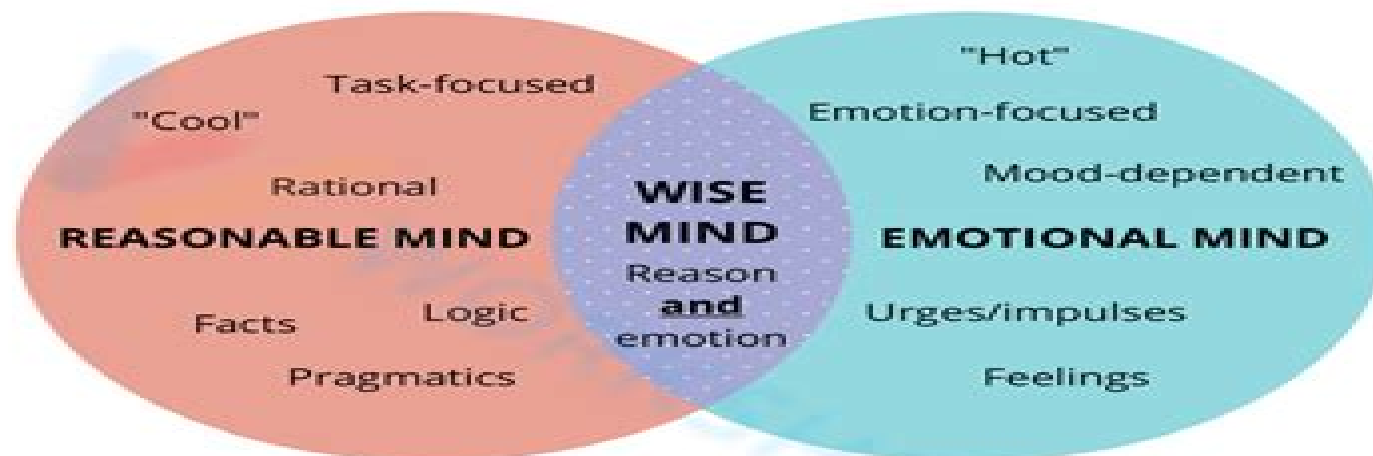 Task-focused
"Cool"
Rational
REASONABLE MIND
Facts
Logic
Pragmatics
WISE
MIND
Reason
and
emotion
"Hot"
Emotion-focused
Mood-dependent
EMOTIONAL MIND
Urges/impulses
Feelings